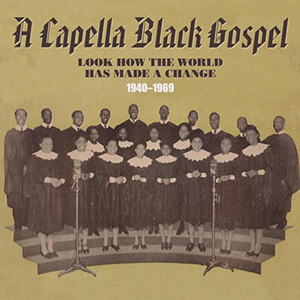 A Capella Black Gospel
LOOK HOW THE WORLD
HAS MADE A CHANGE
1940–1969